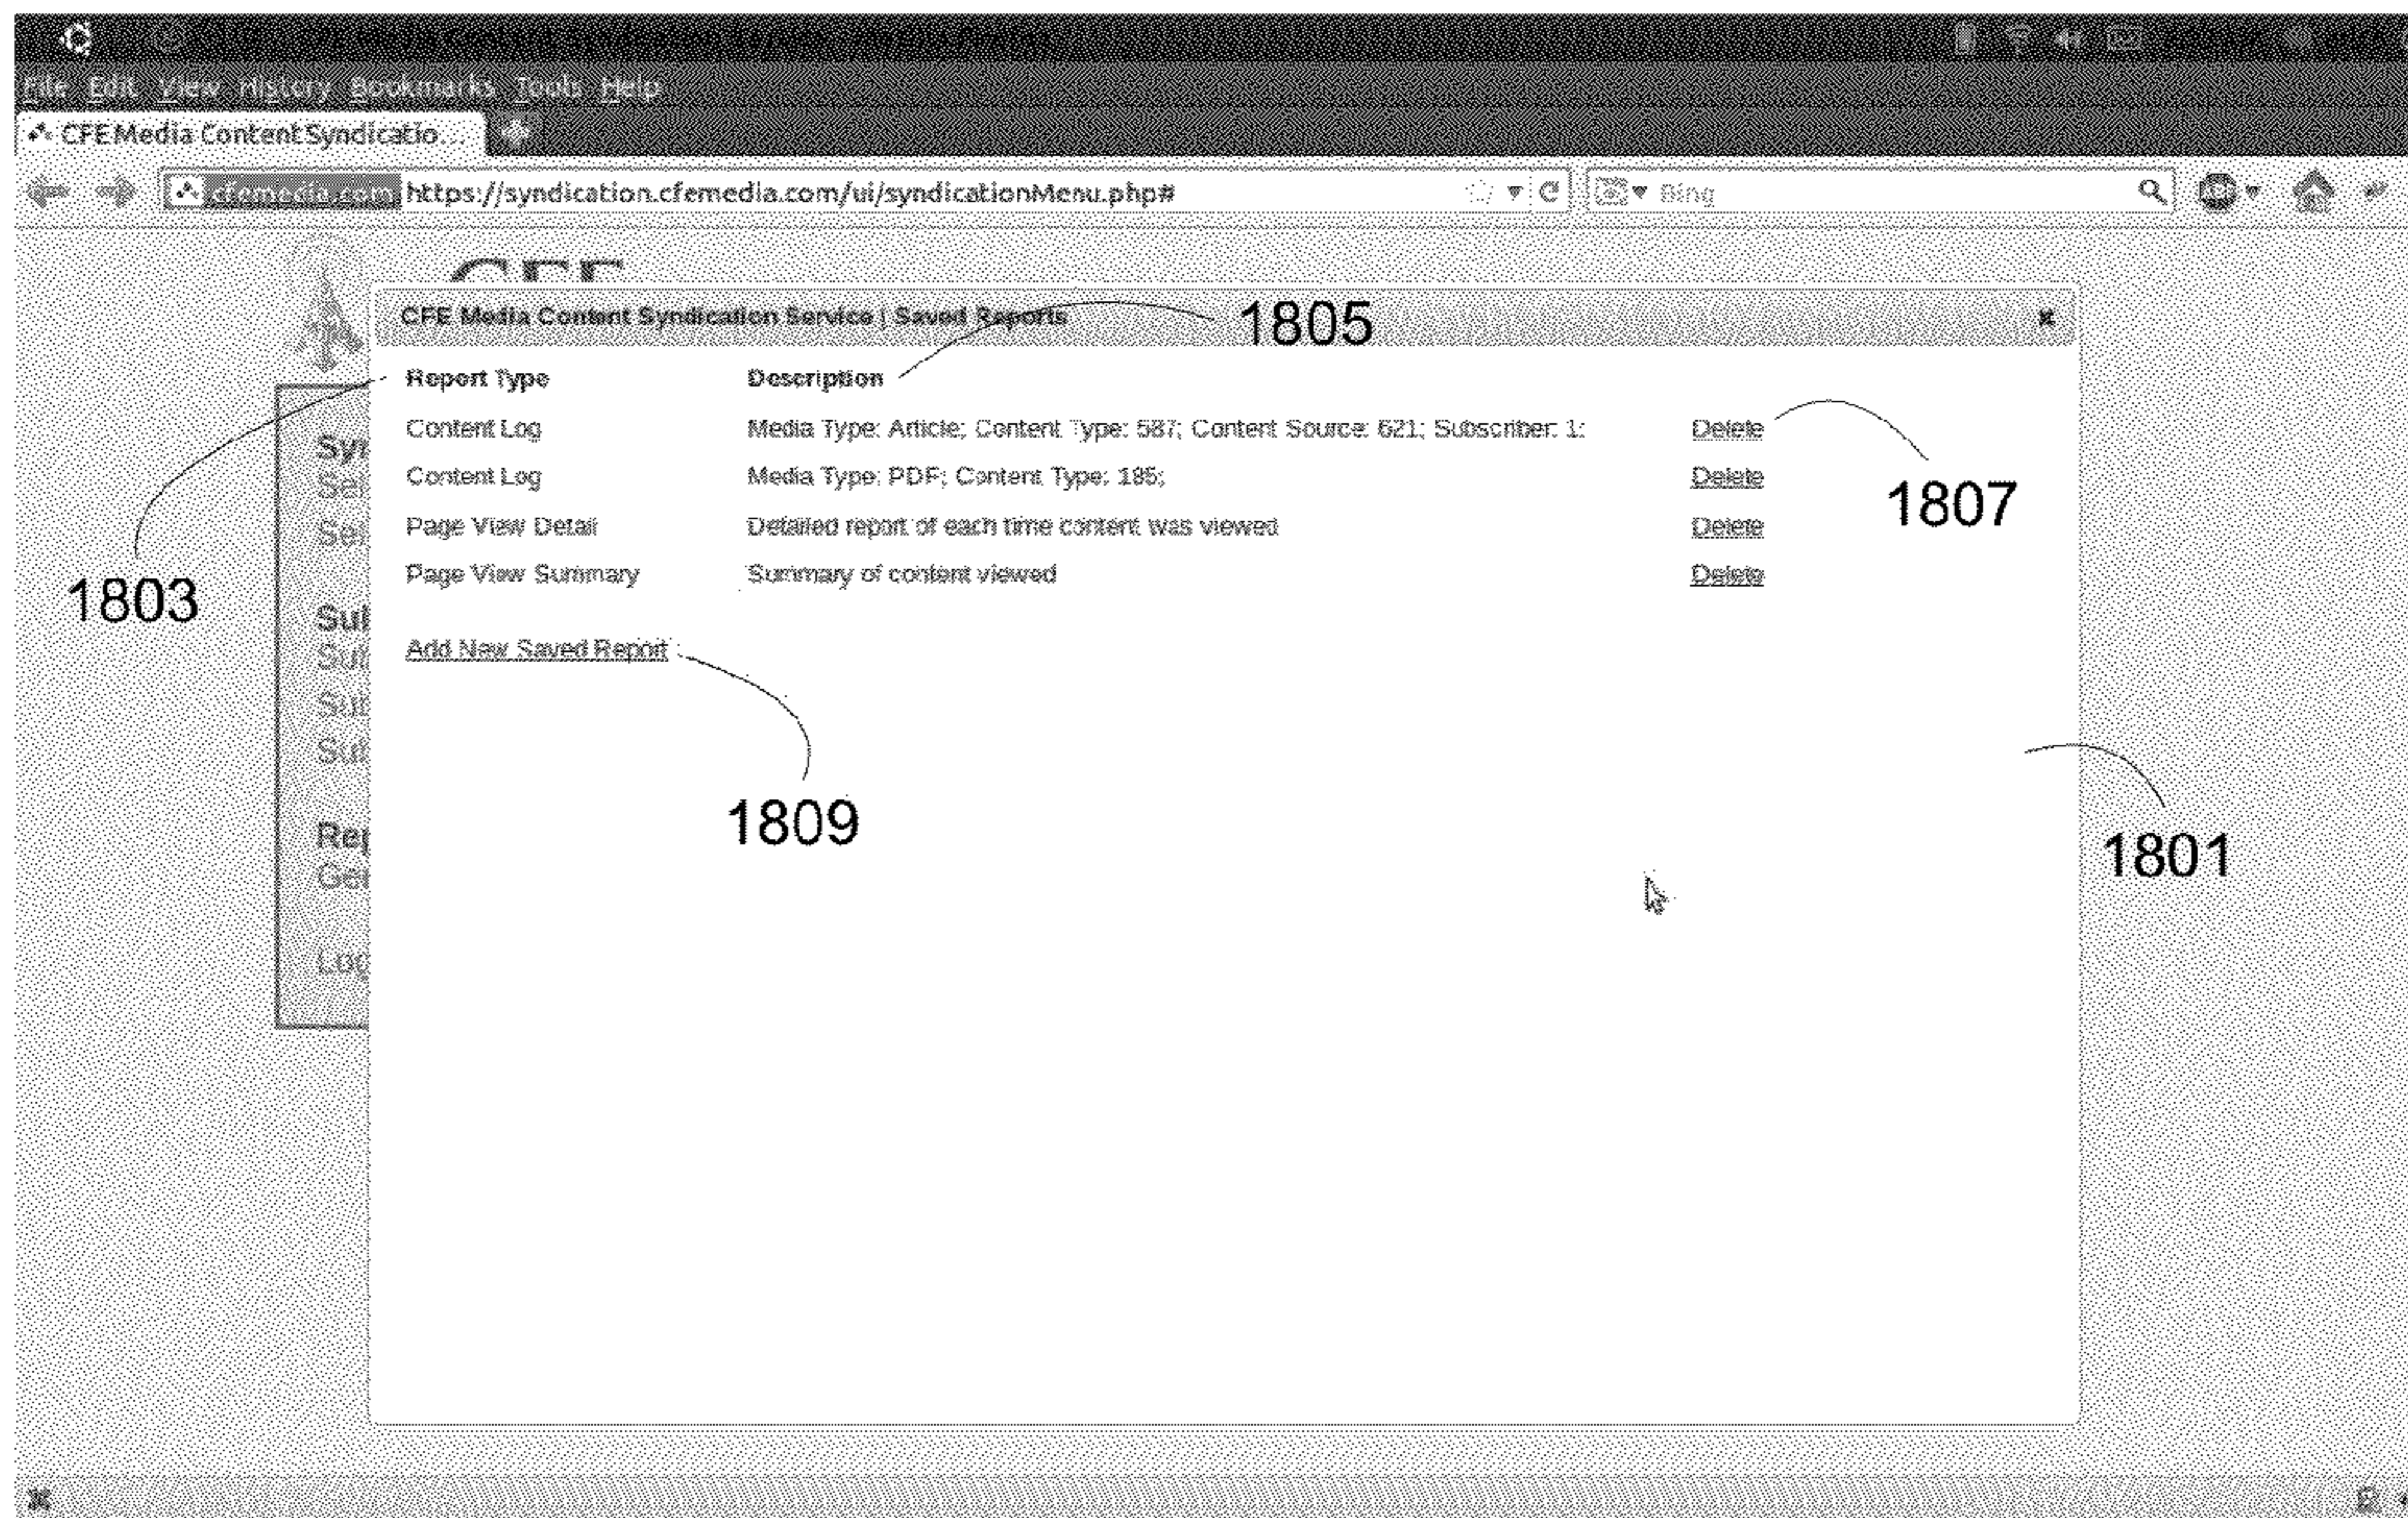 File Edit View History Bookmarks Tools Help
CFE Media Content Syndicatio...
cfemedia.com https://syndication.cfemedia.com/ui/syndicationMenu.php# Bing
CFE
CFE Media Content Syndication Service | Saved Reports
1805
Report Type Description
Content Log Media Type: Article; Content Type: 587; Content Source: 621; Subscriber: 1; Delete
Content Log Media Type: PDF; Content Type: 185; Delete
1807
Page View Detail Detailed report of each time content was viewed Delete
Page View Summary Summary of content viewed Delete
1803
Add New Saved Report
1809
1801